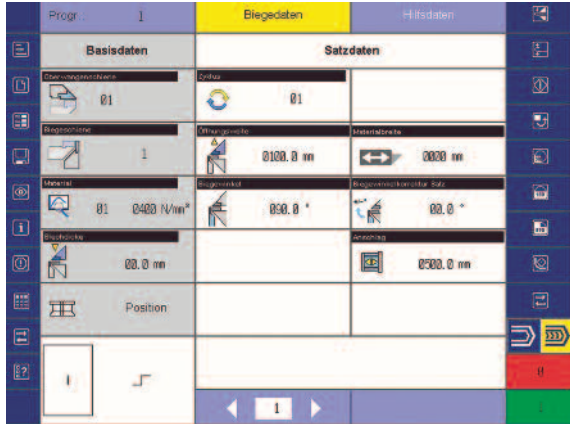 Progr. 1 Biegedaten Hilfsdaten
Basisdaten Satzdaten
Oberwangenschiene Zyklus
01 01
Biegeschiene Öffnungsweite Materialbreite
1 0100.0 mm 0000 mm
Material Biegewinkel Biegewinkelkorrektur Satz
01 0400 N/mm² 090.0 ° 00.0 °
Blechdicke Anschlag
00.0 mm 0500.0 mm
Position
1
0